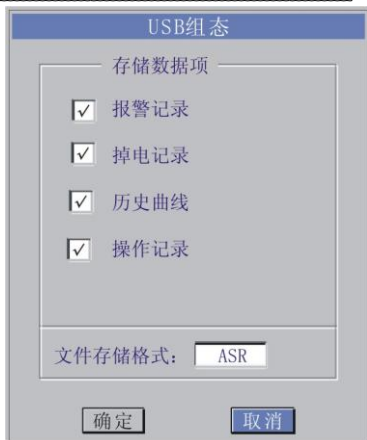 USB组态
存储数据项
报警记录
掉电记录
历史曲线
操作记录
文件存储格式: ASR
确定 取消